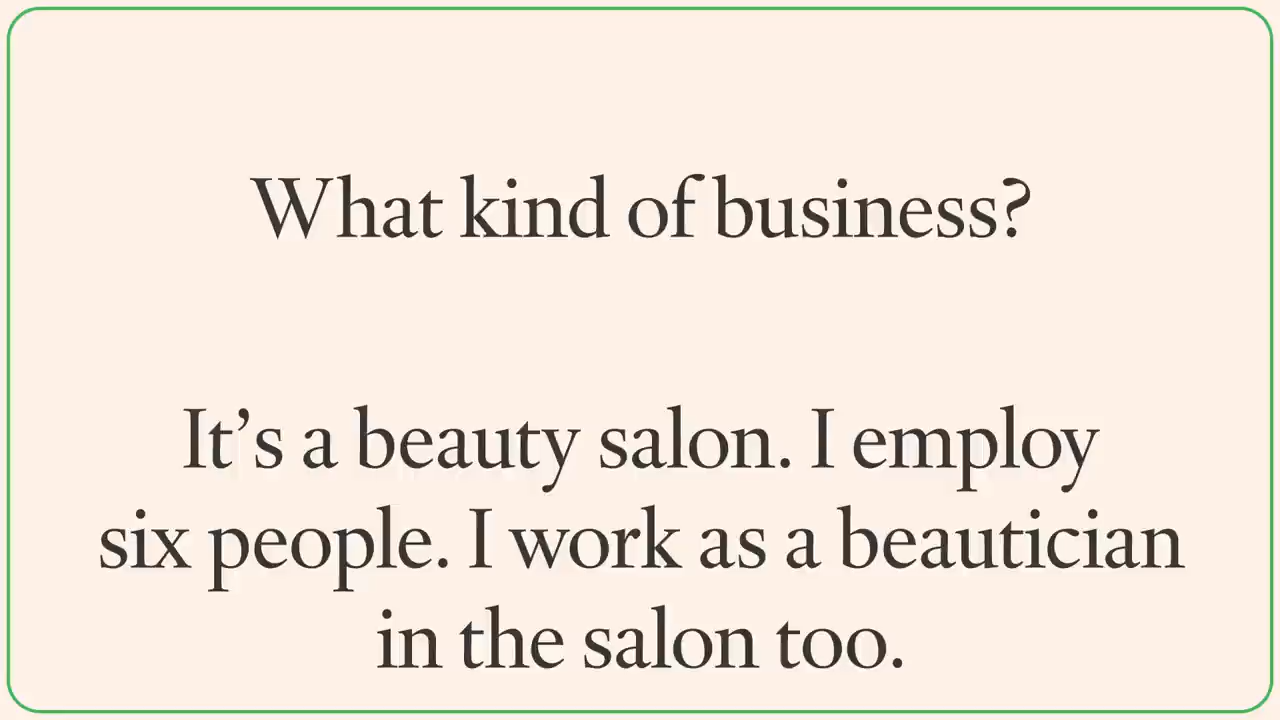 What kind of business?
It’s a beauty salon. I employ
six people. I work as a beautician
in the salon too.